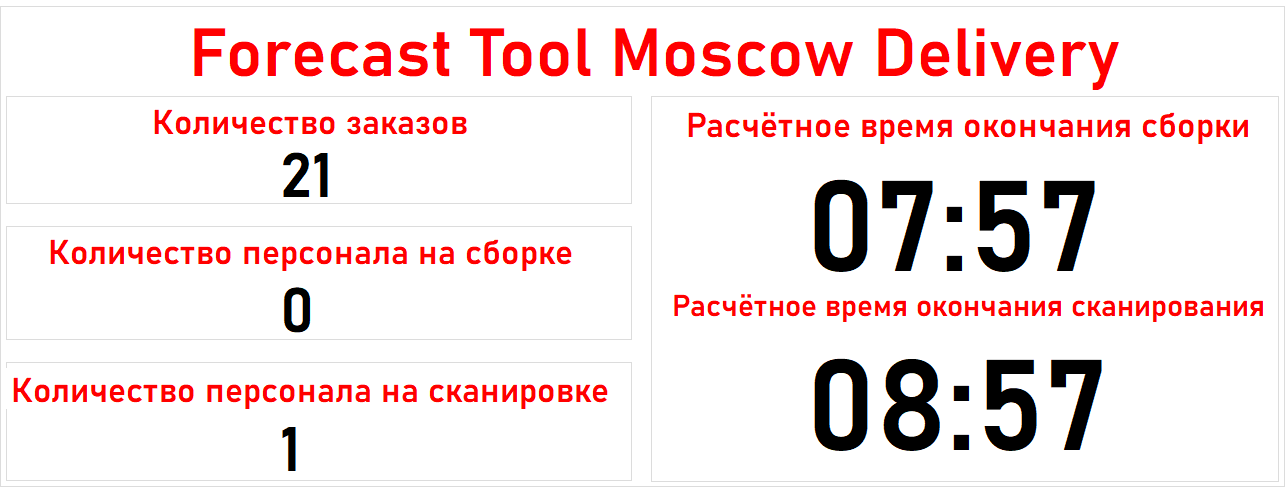 Forecast Tool Moscow Delivery
Количество заказов
21
Количество персонала на сборке
0
Количество персонала на сканировке
1
Расчётное время окончания сборки
07:57
Расчётное время окончания сканирования
08:57